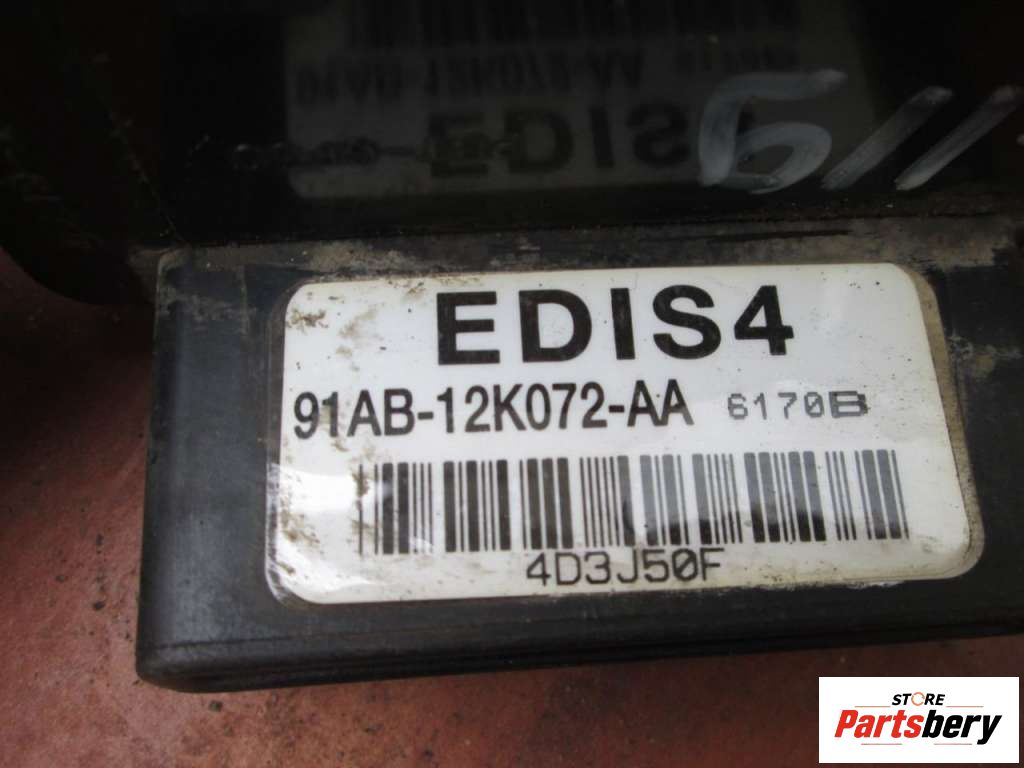 EDIS4
91AB-12K072-AA 6170B
4D3J50F
STORE
Partsbery